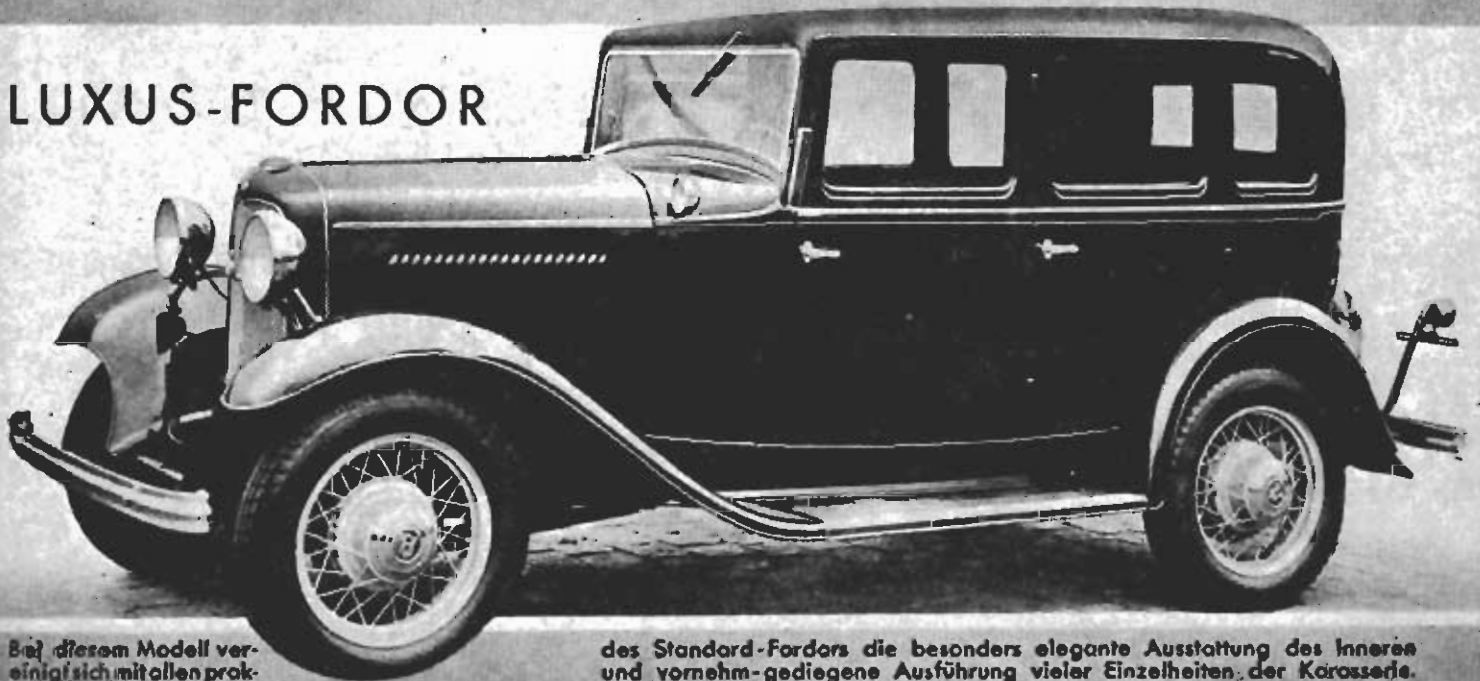 LUXUS-FORDOR
Bei diesem Modell ver-
einigt sich mit allen prak-
des Standard-Fordors die besonders elegante Ausstattung des Inneren
und vornehm-gediegene Ausführung vieler Einzelheiten der Karosserie.